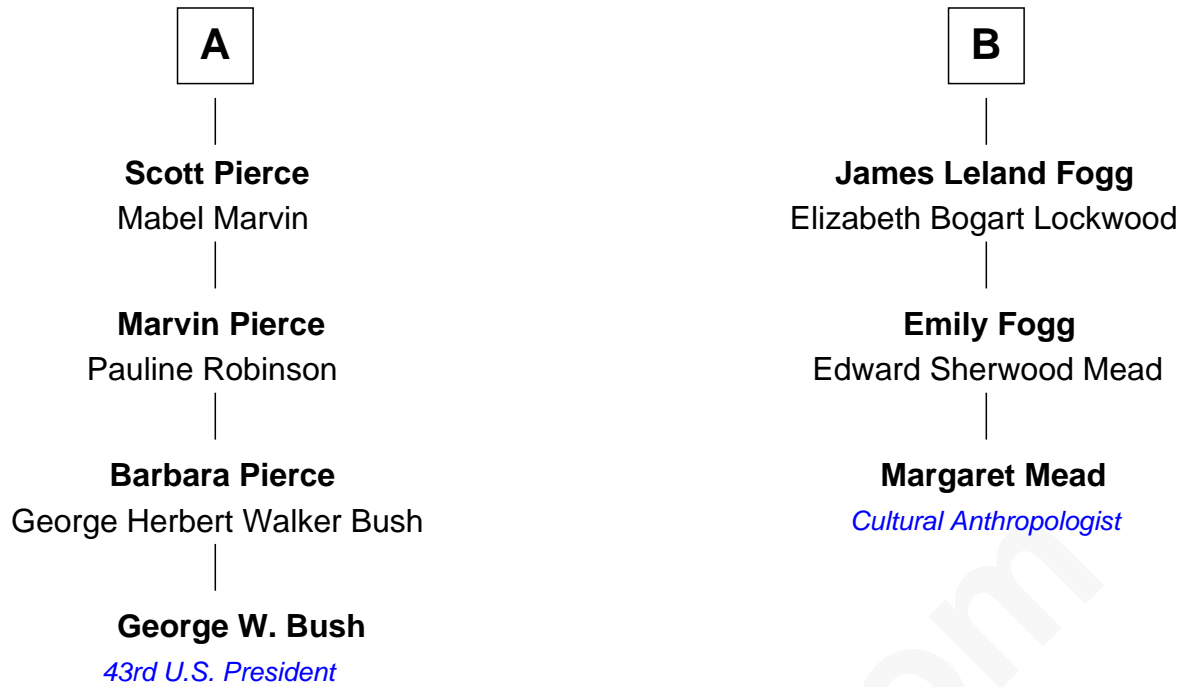 A
Scott Pierce
Mabel Marvin
Marvin Pierce
Pauline Robinson
Barbara Pierce
George Herbert Walker Bush
George W. Bush
43rd U.S. President
B
James Leland Fogg
Elizabeth Bogart Lockwood
Emily Fogg
Edward Sherwood Mead
Margaret Mead
Cultural Anthropologist
om